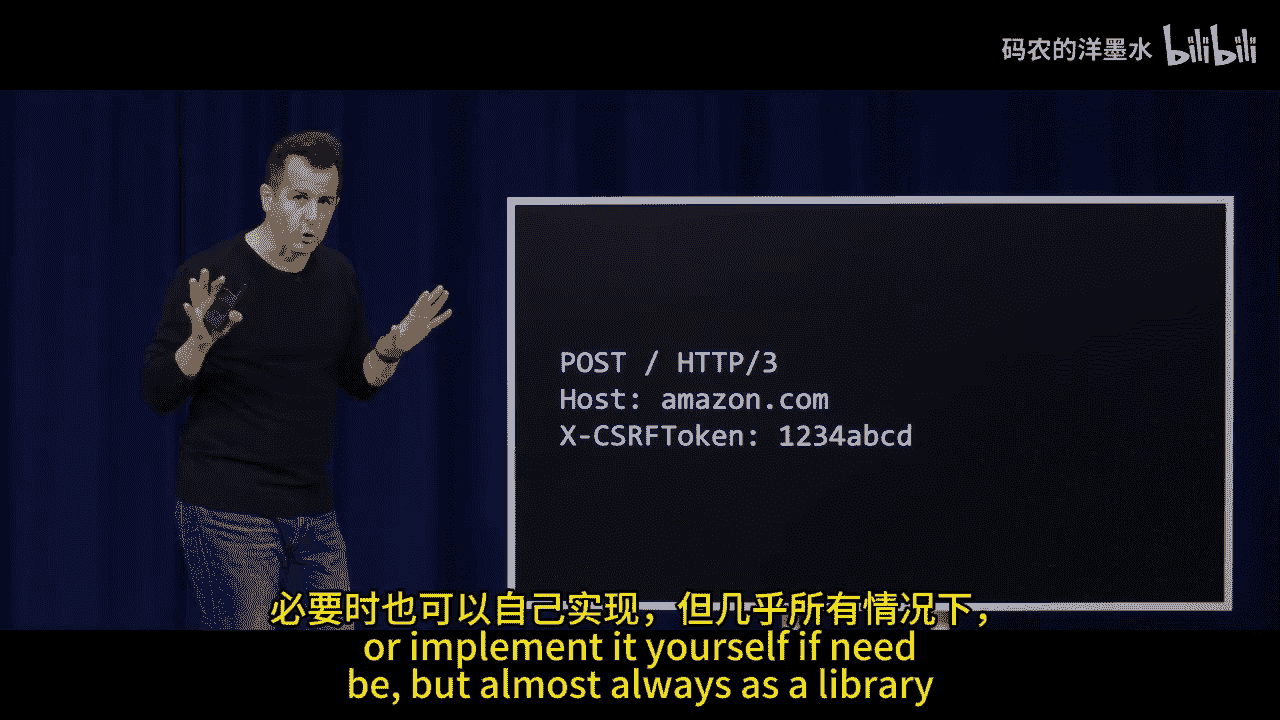 码农的洋墨水 bilibili
POST / HTTP/3
Host: amazon.com
X-CSRFToken: 1234abcd
必要时也可以自己实现，但几乎所有情况下，
or implement it yourself if need
be, but almost always as a library